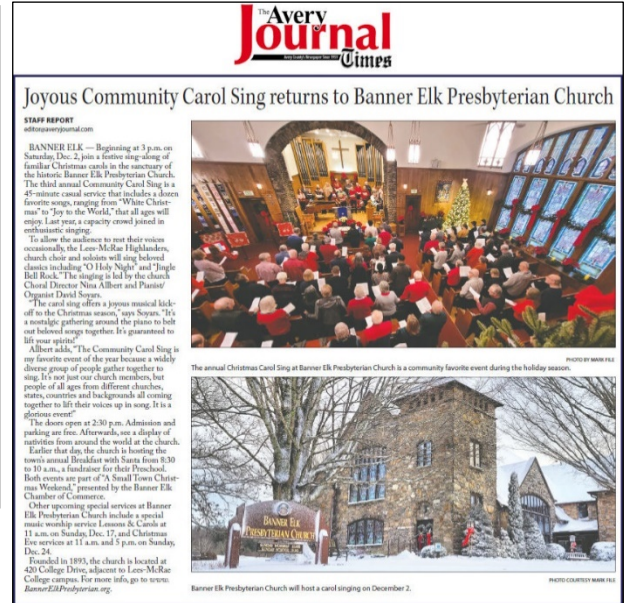 The Avery
Journal
Times
Joyous Community Carol Sing returns to Banner Elk Presbyterian Church
STAFF REPORT
editor@averyjournal.com
BANNER ELK — Beginning at 3 p.m. on
Saturday, Dec. 2, join a festive sing-along of
familiar Christmas carols in the sanctuary of
the historic Banner Elk Presbyterian Church.
The third annual Community Carol Sing is a
45-minute casual service that includes a dozen
favorite songs, ranging from “White Christ-
mas” to “Joy to the World,” that all ages will
enjoy. Last year, a capacity crowd joined in
enthusiastic singing.
To allow the audience to rest their voices
occasionally, the Lees-McRae Highlanders,
church choir and soloists will sing beloved
classics including “O Holy Night” and “Jingle
Bell Rock.” The singing is led by the church
Choral Director Nina Allbert and Pianist/
Organist David Soyars.
“The carol sing offers a joyous musical kick-
off to the Christmas season,” says Soyars. “It’s
a nostalgic gathering around the piano to belt
out beloved songs together. It’s guaranteed to
lift your spirits!”
Allbert adds, “The Community Carol Sing is
my favorite event of the year because a widely
diverse group of people gather together to
sing. It’s not just our church members, but
people of all ages from different churches,
states, countries and backgrounds all coming
together to lift their voices up in song. It is a
glorious event!”
The doors open at 2:30 p.m. Admission and
parking are free. Afterwards, see a display of
nativities from around the world at the church.
Earlier that day, the church is hosting the
town’s annual Breakfast with Santa from 8:30
to 10 a.m., a fundraiser for their Preschool.
Both events are part of “A Small Town Christ-
mas Weekend,” presented by the Banner Elk
Chamber of Commerce.
Other upcoming special services at Banner
Elk Presbyterian Church include a special
music worship service Lessons & Carols at
11 a.m. on Sunday, Dec. 17, and Christmas
Eve services at 11 a.m. and 5 p.m. on Sunday,
Dec. 24.
Founded in 1893, the church is located at
420 College Drive, adjacent to Lees-McRae
College campus. For more info, go to www.
BannerElkPresbyterian.org.
PHOTO BY MARK FILE
The annual Christmas Carol Sing at Banner Elk Presbyterian Church is a community favorite event during the holiday season.
BANNER ELK
PRESBYTERIAN CHURCH
PHOTO COURTESY MARK FILE
Banner Elk Presbyterian Church will host a carol singing on December 2.